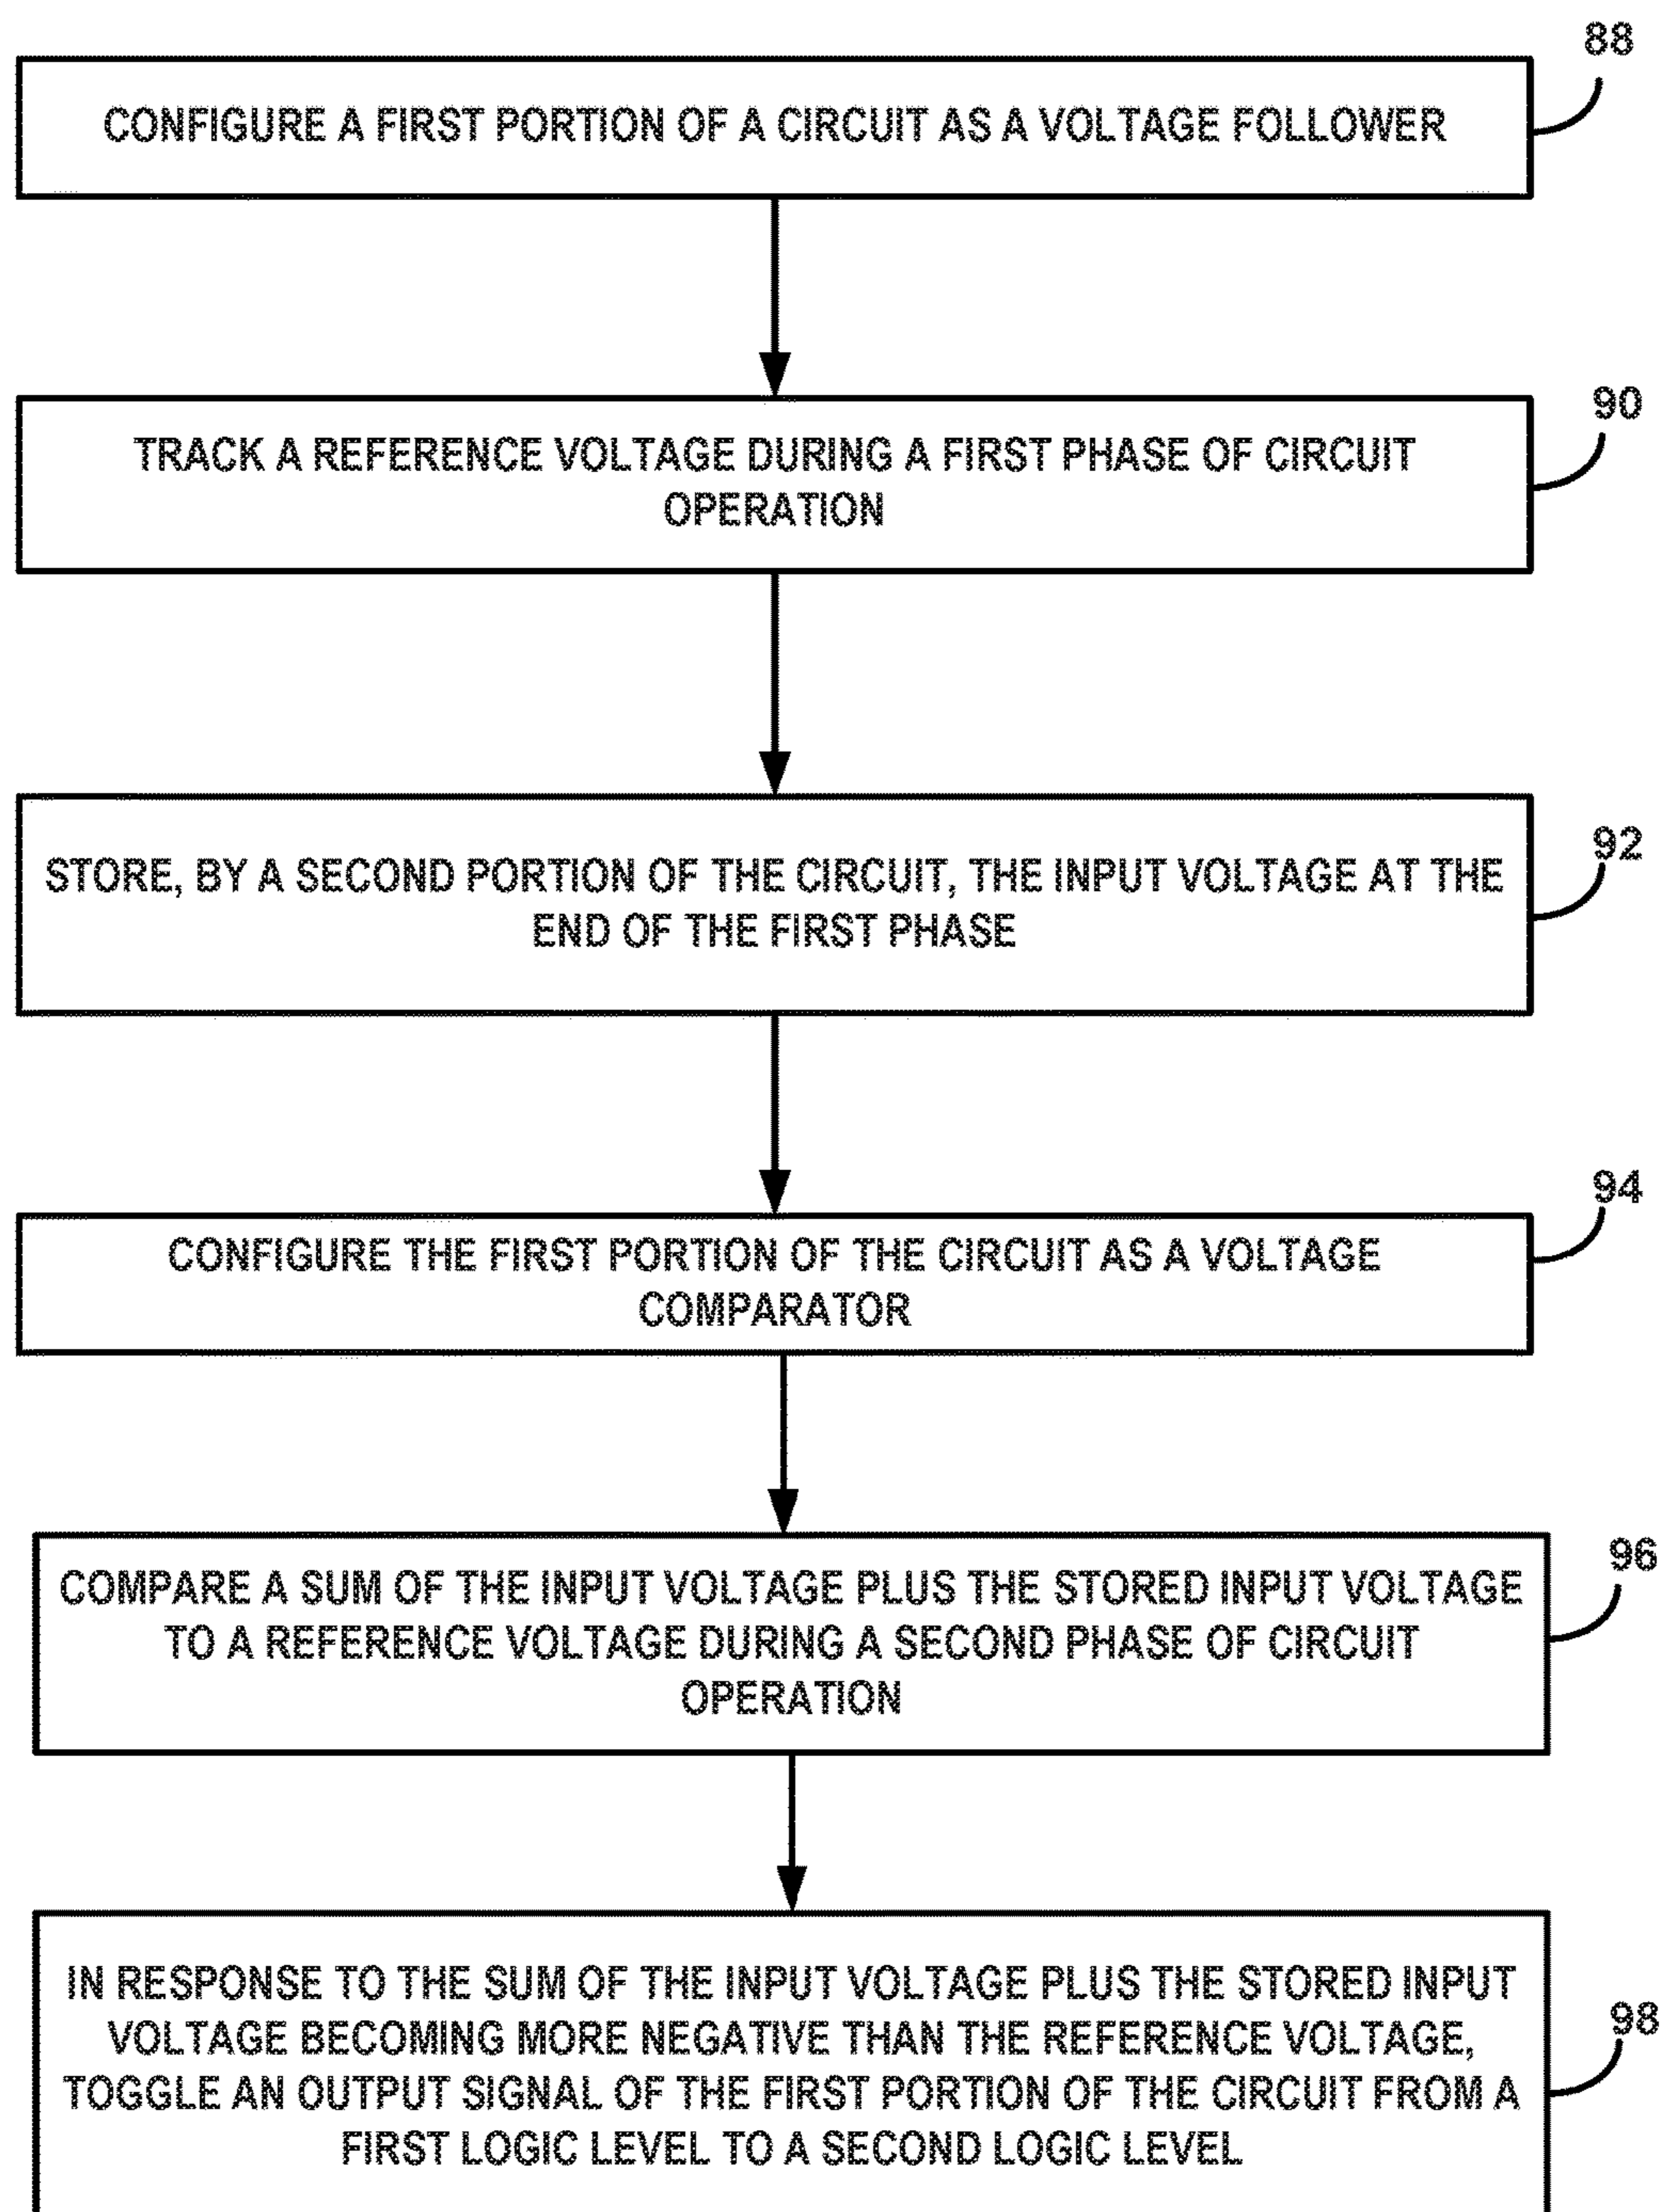 88
CONFIGURE A FIRST PORTION OF A CIRCUIT AS A VOLTAGE FOLLOWER
90
TRACK A REFERENCE VOLTAGE DURING A FIRST PHASE OF CIRCUIT
OPERATION
92
STORE, BY A SECOND PORTION OF THE CIRCUIT, THE INPUT VOLTAGE AT THE
END OF THE FIRST PHASE
94
CONFIGURE THE FIRST PORTION OF THE CIRCUIT AS A VOLTAGE
COMPARATOR
96
COMPARE A SUM OF THE INPUT VOLTAGE PLUS THE STORED INPUT VOLTAGE
TO A REFERENCE VOLTAGE DURING A SECOND PHASE OF CIRCUIT
OPERATION
98
IN RESPONSE TO THE SUM OF THE INPUT VOLTAGE PLUS THE STORED INPUT
VOLTAGE BECOMING MORE NEGATIVE THAN THE REFERENCE VOLTAGE,
TOGGLE AN OUTPUT SIGNAL OF THE FIRST PORTION OF THE CIRCUIT FROM A
FIRST LOGIC LEVEL TO A SECOND LOGIC LEVEL